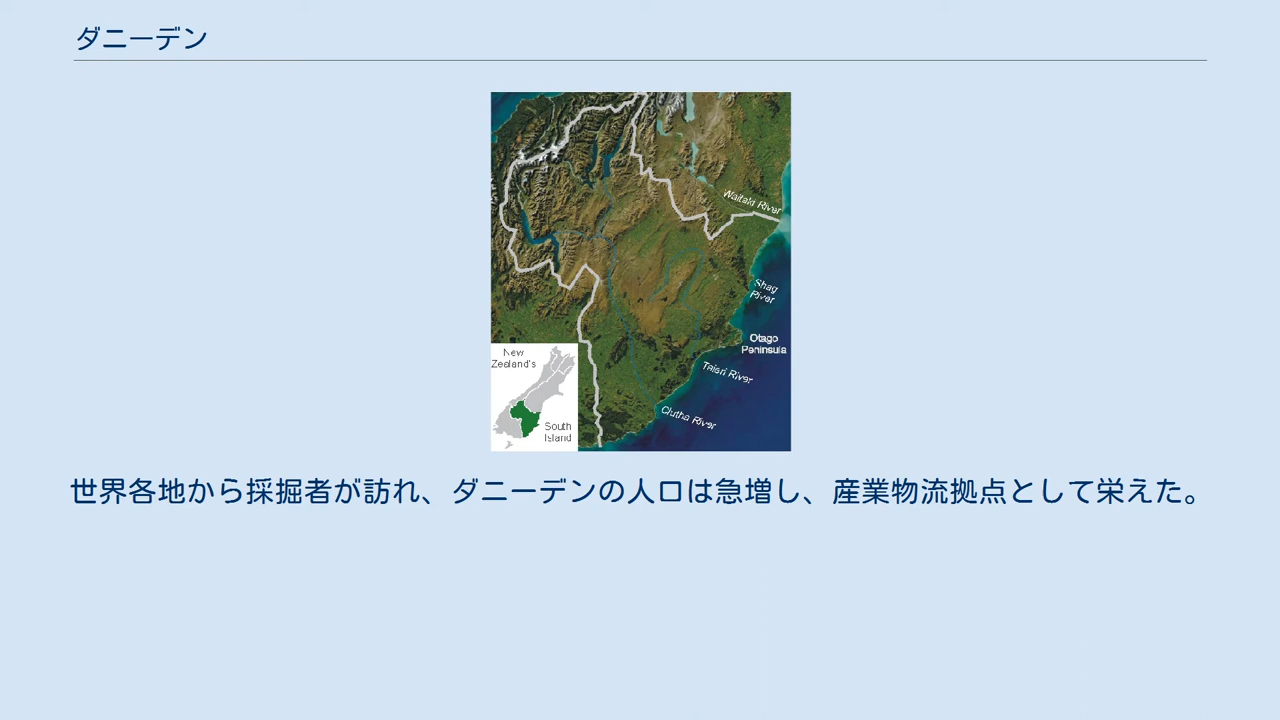 ダニーデン
Waitaki River
Shag
River
Otago
Peninsula
Taieri River
Clutha River
New
Zealand's
South
Island
世界各地から採掘者が訪れ、ダニーデンの人口は急増し、産業物流拠点として栄えた。